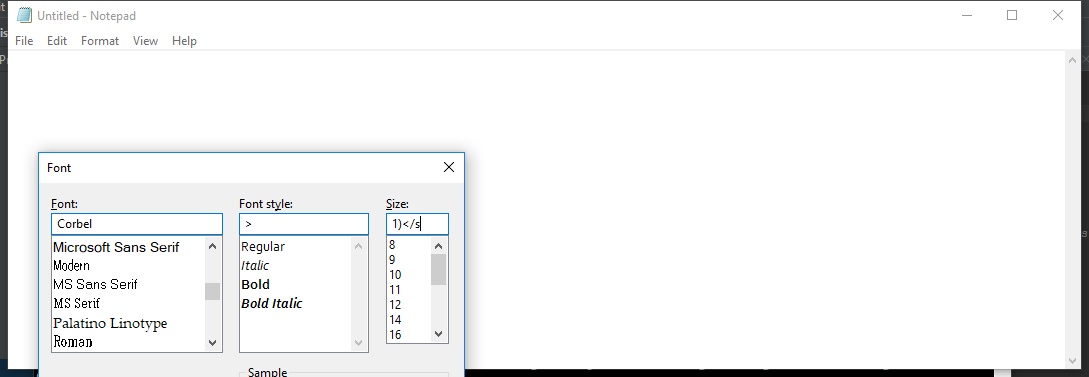 Untitled - Notepad
File Edit Format View Help
Font
Font: Font style: Size:
Corbel > 1)</s
Microsoft Sans Serif Regular 8
Modern Italic 9
MS Sans Serif Bold 10
MS Serif Bold Italic 11
Palatino Linotype 12
Roman 14
16
Sample